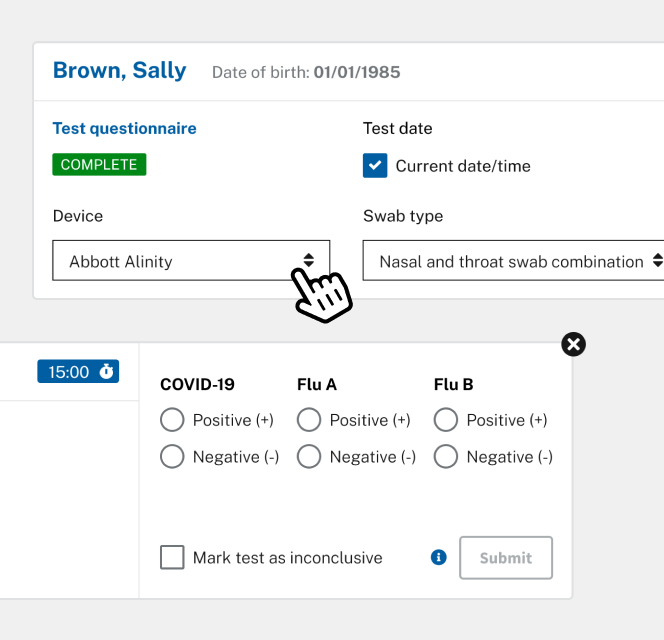 Brown, Sally Date of birth: 01/01/1985
Test questionnaire Test date
COMPLETE Current date/time
Device Swab type
Abbott Alinity Nasal and throat swab combination
15:00
COVID-19 Flu A Flu B
Positive (+) Positive (+) Positive (+)
Negative (-) Negative (-) Negative (-)
Mark test as inconclusive i Submit